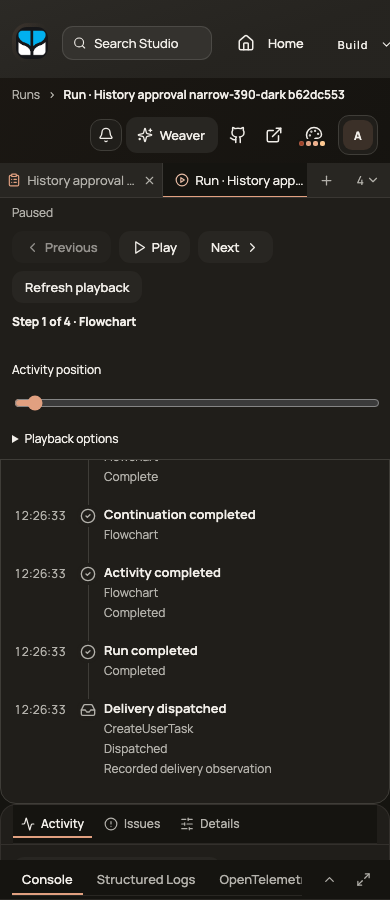 Search Studio
Home
Build
Runs › Run · History approval narrow-390-dark b62dc553
Weaver
A
History approval ...
Run · History app...
4
Paused
Previous
Play
Next
Refresh playback
Step 1 of 4 · Flowchart
Activity position
Playback options
Flowchart
Complete
12:26:33 Continuation completed
Flowchart
12:26:33 Activity completed
Flowchart
Completed
12:26:33 Run completed
Completed
12:26:33 Delivery dispatched
CreateUserTask
Dispatched
Recorded delivery observation
Activity
Issues
Details
Console
Structured Logs
OpenTelemet